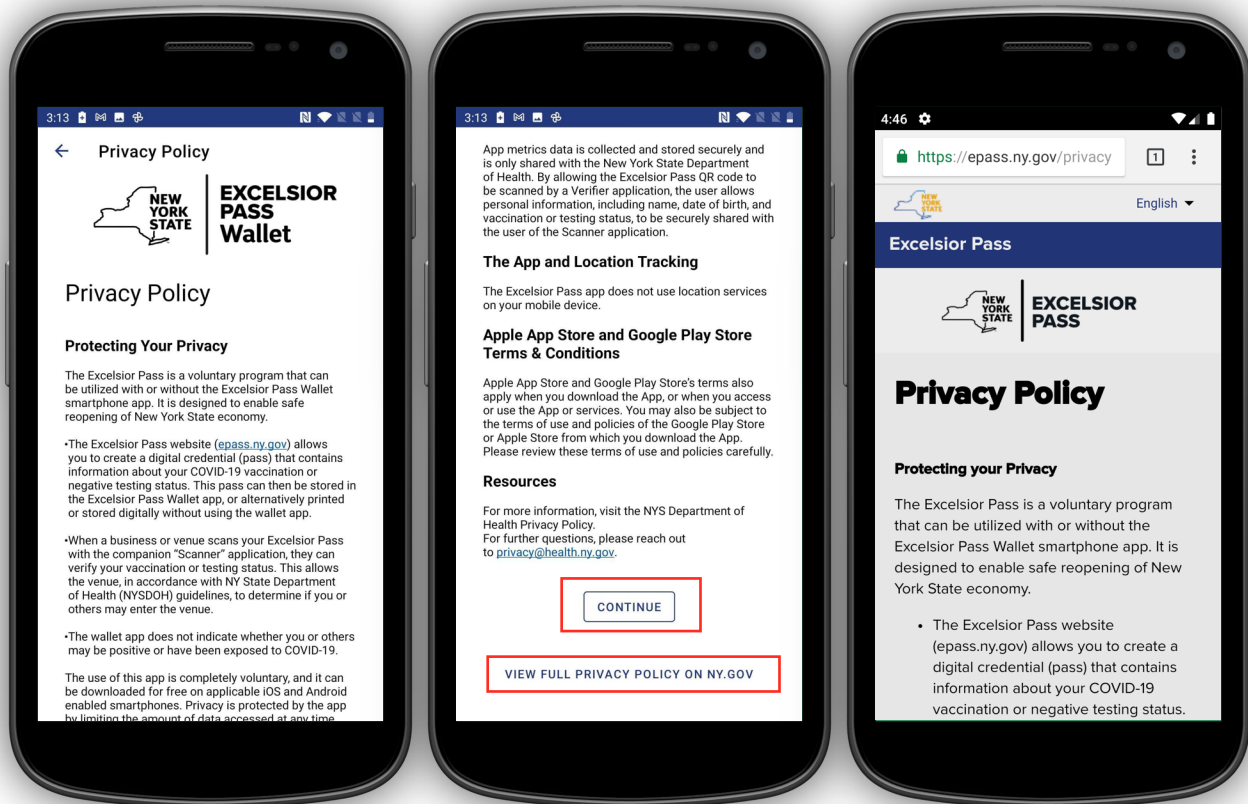 3:13
Privacy Policy
NEW
YORK
STATE
EXCELSIOR
PASS
Wallet
Privacy Policy
Protecting Your Privacy
The Excelsior Pass is a voluntary program that can
be utilized with or without the Excelsior Pass Wallet
smartphone app. It is designed to enable safe
reopening of New York State economy.
•The Excelsior Pass website (epass.ny.gov) allows
you to create a digital credential (pass) that contains
information about your COVID-19 vaccination or
negative testing status. This pass can then be stored in
the Excelsior Pass Wallet app, or alternatively printed
or stored digitally without using the wallet app.
•When a business or venue scans your Excelsior Pass
with the companion “Scanner” application, they can
verify your vaccination or testing status. This allows
the venue, in accordance with NY State Department
of Health (NYSDOH) guidelines, to determine if you or
others may enter the venue.
•The wallet app does not indicate whether you or others
may be positive or have been exposed to COVID-19.
The use of this app is completely voluntary, and it can
be downloaded for free on applicable iOS and Android
enabled smartphones. Privacy is protected by the app
by limiting the amount of data accessed at any time
3:13
App metrics data is collected and stored securely and
is only shared with the New York State Department
of Health. By allowing the Excelsior Pass QR code to
be scanned by a Verifier application, the user allows
personal information, including name, date of birth, and
vaccination or testing status, to be securely shared with
the user of the Scanner application.
The App and Location Tracking
The Excelsior Pass app does not use location services
on your mobile device.
Apple App Store and Google Play Store
Terms & Conditions
Apple App Store and Google Play Store’s terms also
apply when you download the App, or when you access
or use the App or services. You may also be subject to
the terms of use and policies of the Google Play Store
or Apple Store from which you download the App.
Please review these terms of use and policies carefully.
Resources
For more information, visit the NYS Department of
Health Privacy Policy.
For further questions, please reach out
to privacy@health.ny.gov.
CONTINUE
VIEW FULL PRIVACY POLICY ON NY.GOV
4:46
https://epass.ny.gov/privacy
1
NEW
YORK
STATE
English
Excelsior Pass
NEW
YORK
STATE
EXCELSIOR
PASS
Privacy Policy
Protecting your Privacy
The Excelsior Pass is a voluntary program
that can be utilized with or without the
Excelsior Pass Wallet smartphone app. It is
designed to enable safe reopening of New
York State economy.
• The Excelsior Pass website
(epass.ny.gov) allows you to create a
digital credential (pass) that contains
information about your COVID-19
vaccination or negative testing status.